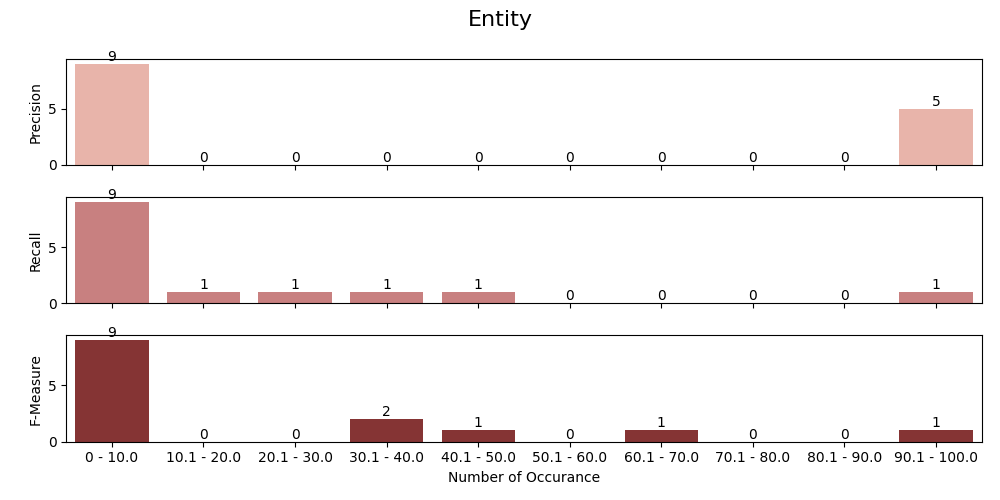 Entity
Precision
5
0
9 0 0 0 0 0 0 0 0 5
Recall
5
0
9 1 1 1 1 0 0 0 0 1
F-Measure
5
0
9 0 0 2 1 0 1 0 0 1
0 - 10.0 10.1 - 20.0 20.1 - 30.0 30.1 - 40.0 40.1 - 50.0 50.1 - 60.0 60.1 - 70.0 70.1 - 80.0 80.1 - 90.0 90.1 - 100.0
Number of Occurance